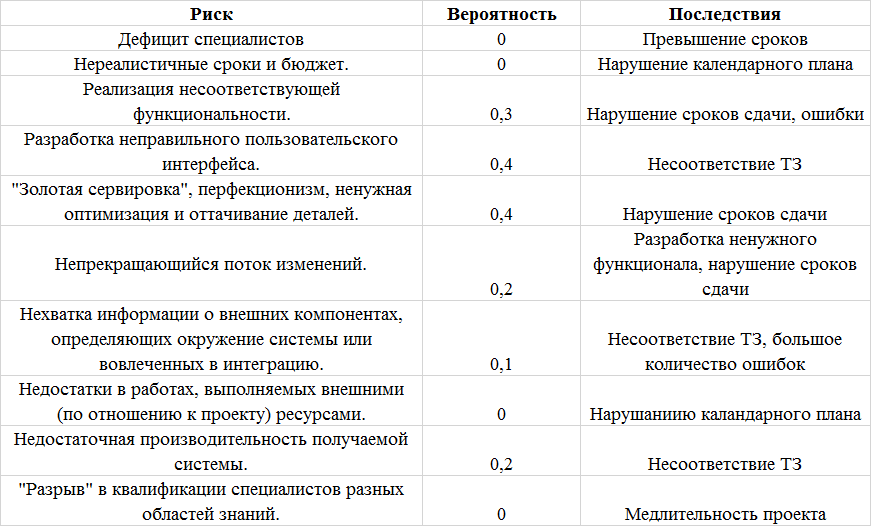 Риск Вероятность Последствия
Дефицит специалистов 0 Превышение сроков
Нереалистичные сроки и бюджет. 0 Нарушение календарного плана
Реализация несоответствующей
функциональности. 0,3 Нарушение сроков сдачи, ошибки
Разработка неправильного пользовательского
интерфейса. 0,4 Несоответствие ТЗ
"Золотая сервировка", перфекционизм, ненужная
оптимизация и оттачивание деталей. 0,4 Нарушение сроков сдачи
Непрекращающийся поток изменений.
0,2
Разработка ненужного
функционала, нарушение сроков
сдачи
Нехватка информации о внешних компонентах,
определяющих окружение системы или
вовлеченных в интеграцию.
0,1
Несоответствие ТЗ, большое
количество ошибок
Недостатки в работах, выполняемых внешними
(по отношению к проекту) ресурсами. 0 Нарушаниию каландарного плана
Недостаточная производительность получаемой
системы. 0,2 Несоответствие ТЗ
"Разрыв" в квалификации специалистов разных
областей знаний. 0 Медлительность проекта